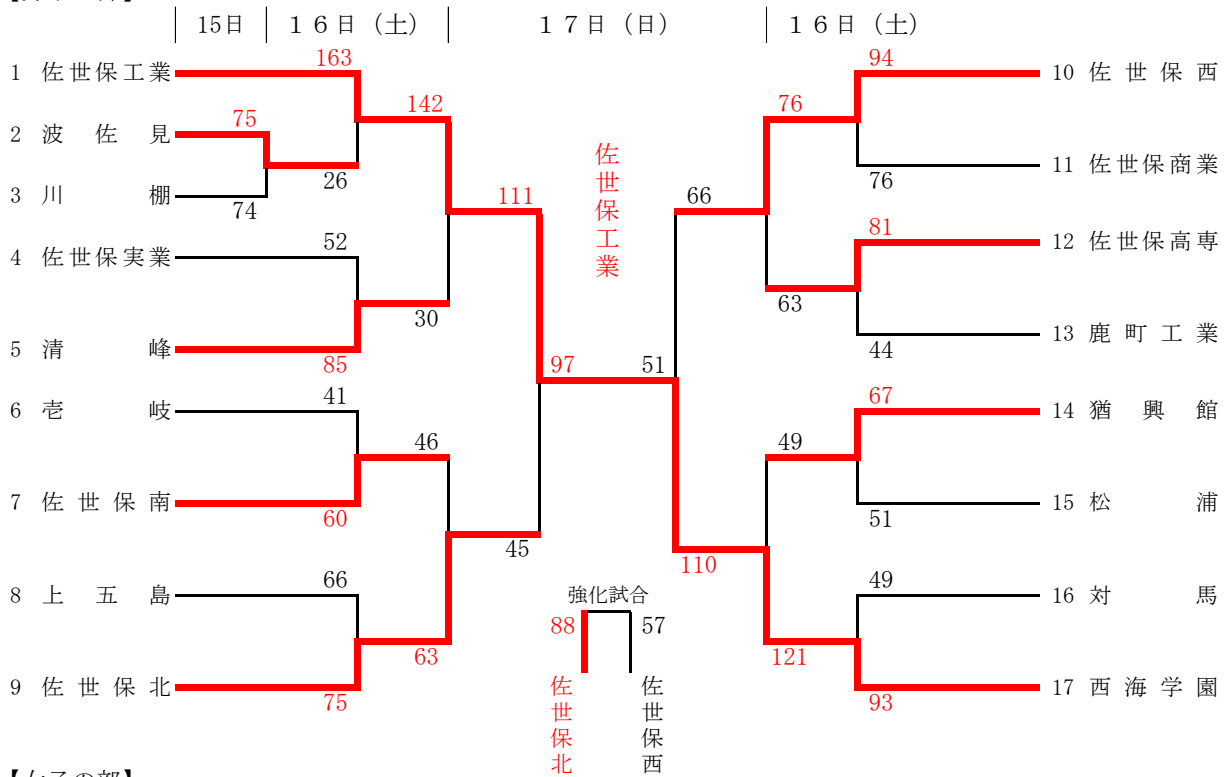 15日 １６日（土） １７日（日） １６日（土）
163 94
1 佐世保工業 10 佐世保西
142 76
75
2 波佐見
佐世保工業
11 佐世保商業
26 76
3 川棚 111 66
74
81
52
4 佐世保実業 12 佐世保高専
30 63
5 清峰 13 鹿町工業
85 97 51 44
41 67
6 壱岐 14 猶興館
46 49
7 佐世保南 15 松浦
60 51
45 110
66 49
8 上五島 強化試合 16 対馬
88 57
63 121
9 佐世保北 17 西海学園
75 93
佐世保北 佐世保西